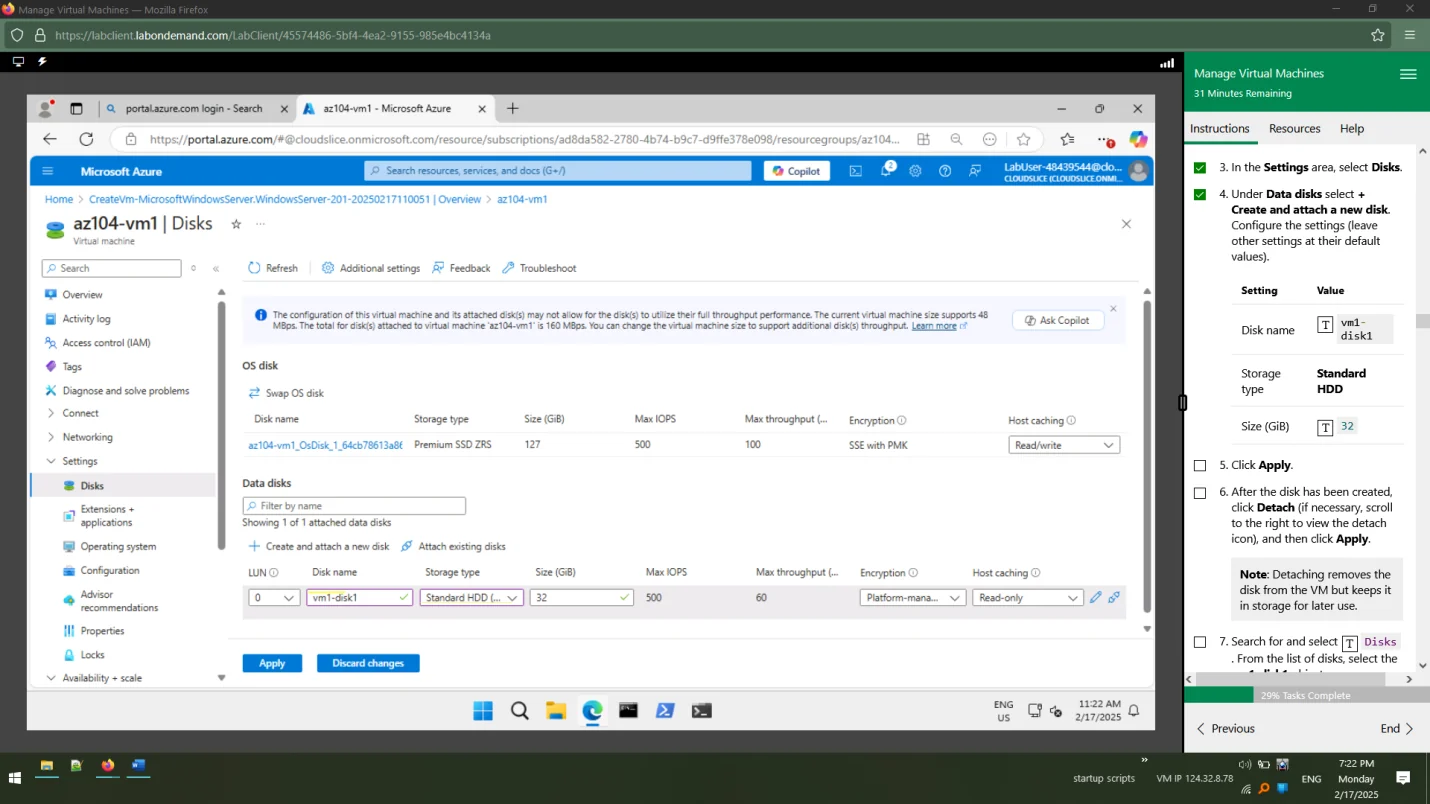 Manage Virtual Machines — Mozilla Firefox
https://labclient.labondemand.com/LabClient/45574486-5bf4-4ea2-9155-985e4bc4134a
portal.azure.com login - Search
az104-vm1 - Microsoft Azure
https://portal.azure.com/#@cloudslice.onmicrosoft.com/resource/subscriptions/ad8da582-2780-4b74-b9c7-d9ffe378e098/resourcegroups/az104...
Microsoft Azure
Search resources, services, and docs (G+/)
Copilot
2
LabUser-48439544@do...
CLOUDSLICE (CLOUDSLICE.ONMI...
Home > CreateVm-MicrosoftWindowsServer.WindowsServer-201-20250217110051 | Overview > az104-vm1
az104-vm1 | Disks
Virtual machine
Search
Overview
Activity log
Access control (IAM)
Tags
Diagnose and solve problems
Connect
Networking
Settings
Disks
Extensions +
applications
Operating system
Configuration
Advisor
recommendations
Properties
Locks
Availability + scale
Refresh
Additional settings
Feedback
Troubleshoot
The configuration of this virtual machine and its attached disk(s) may not allow for the disk(s) to utilize their full throughput performance. The current virtual machine size supports 48
MBps. The total for disk(s) attached to virtual machine 'az104-vm1' is 160 MBps. You can change the virtual machine size to support additional disk(s) throughput. Learn more
Ask Copilot
OS disk
Swap OS disk
Disk name Storage type Size (GiB) Max IOPS Max throughput (... Encryption Host caching
az104-vm1_OsDisk_1_64cb78613a86 Premium SSD ZRS 127 500 100 SSE with PMK Read/write
Data disks
Filter by name
Showing 1 of 1 attached data disks
Create and attach a new disk
Attach existing disks
LUN Disk name Storage type Size (GiB) Max IOPS Max throughput (... Encryption Host caching
0 vm1-disk1 Standard HDD (... 32 500 60 Platform-mana... Read-only
Apply
Discard changes
ENG
US
11:22 AM
2/17/2025
Manage Virtual Machines
31 Minutes Remaining
Instructions Resources Help
3. In the Settings area, select Disks.
4. Under Data disks select +
Create and attach a new disk.
Configure the settings (leave
other settings at their default
values).
Setting Value
Disk name T vm1-
disk1
Storage
type
Standard
HDD
Size (GiB) T 32
5. Click Apply.
6. After the disk has been created,
click Detach (if necessary, scroll
to the right to view the detach
icon), and then click Apply.
Note: Detaching removes the
disk from the VM but keeps it
in storage for later use.
7. Search for and select T Disks
. From the list of disks, select the
29% Tasks Complete
Previous
End
startup scripts
VM IP 124.32.8.78
ENG
7:22 PM
Monday
2/17/2025